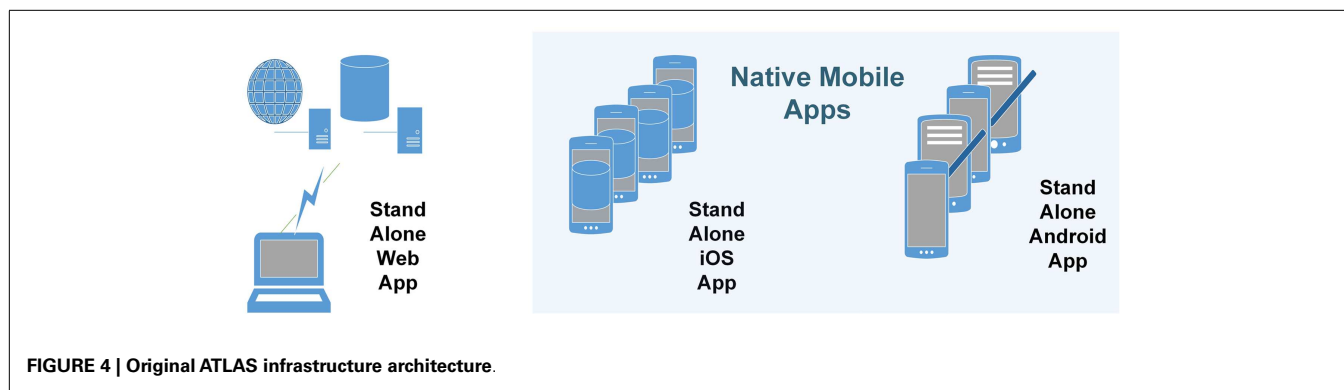 Native Mobile
Apps
Stand
Alone
Web
App
Stand
Alone
iOS
App
Stand
Alone
Android
App
FIGURE 4 | Original ATLAS infrastructure architecture.